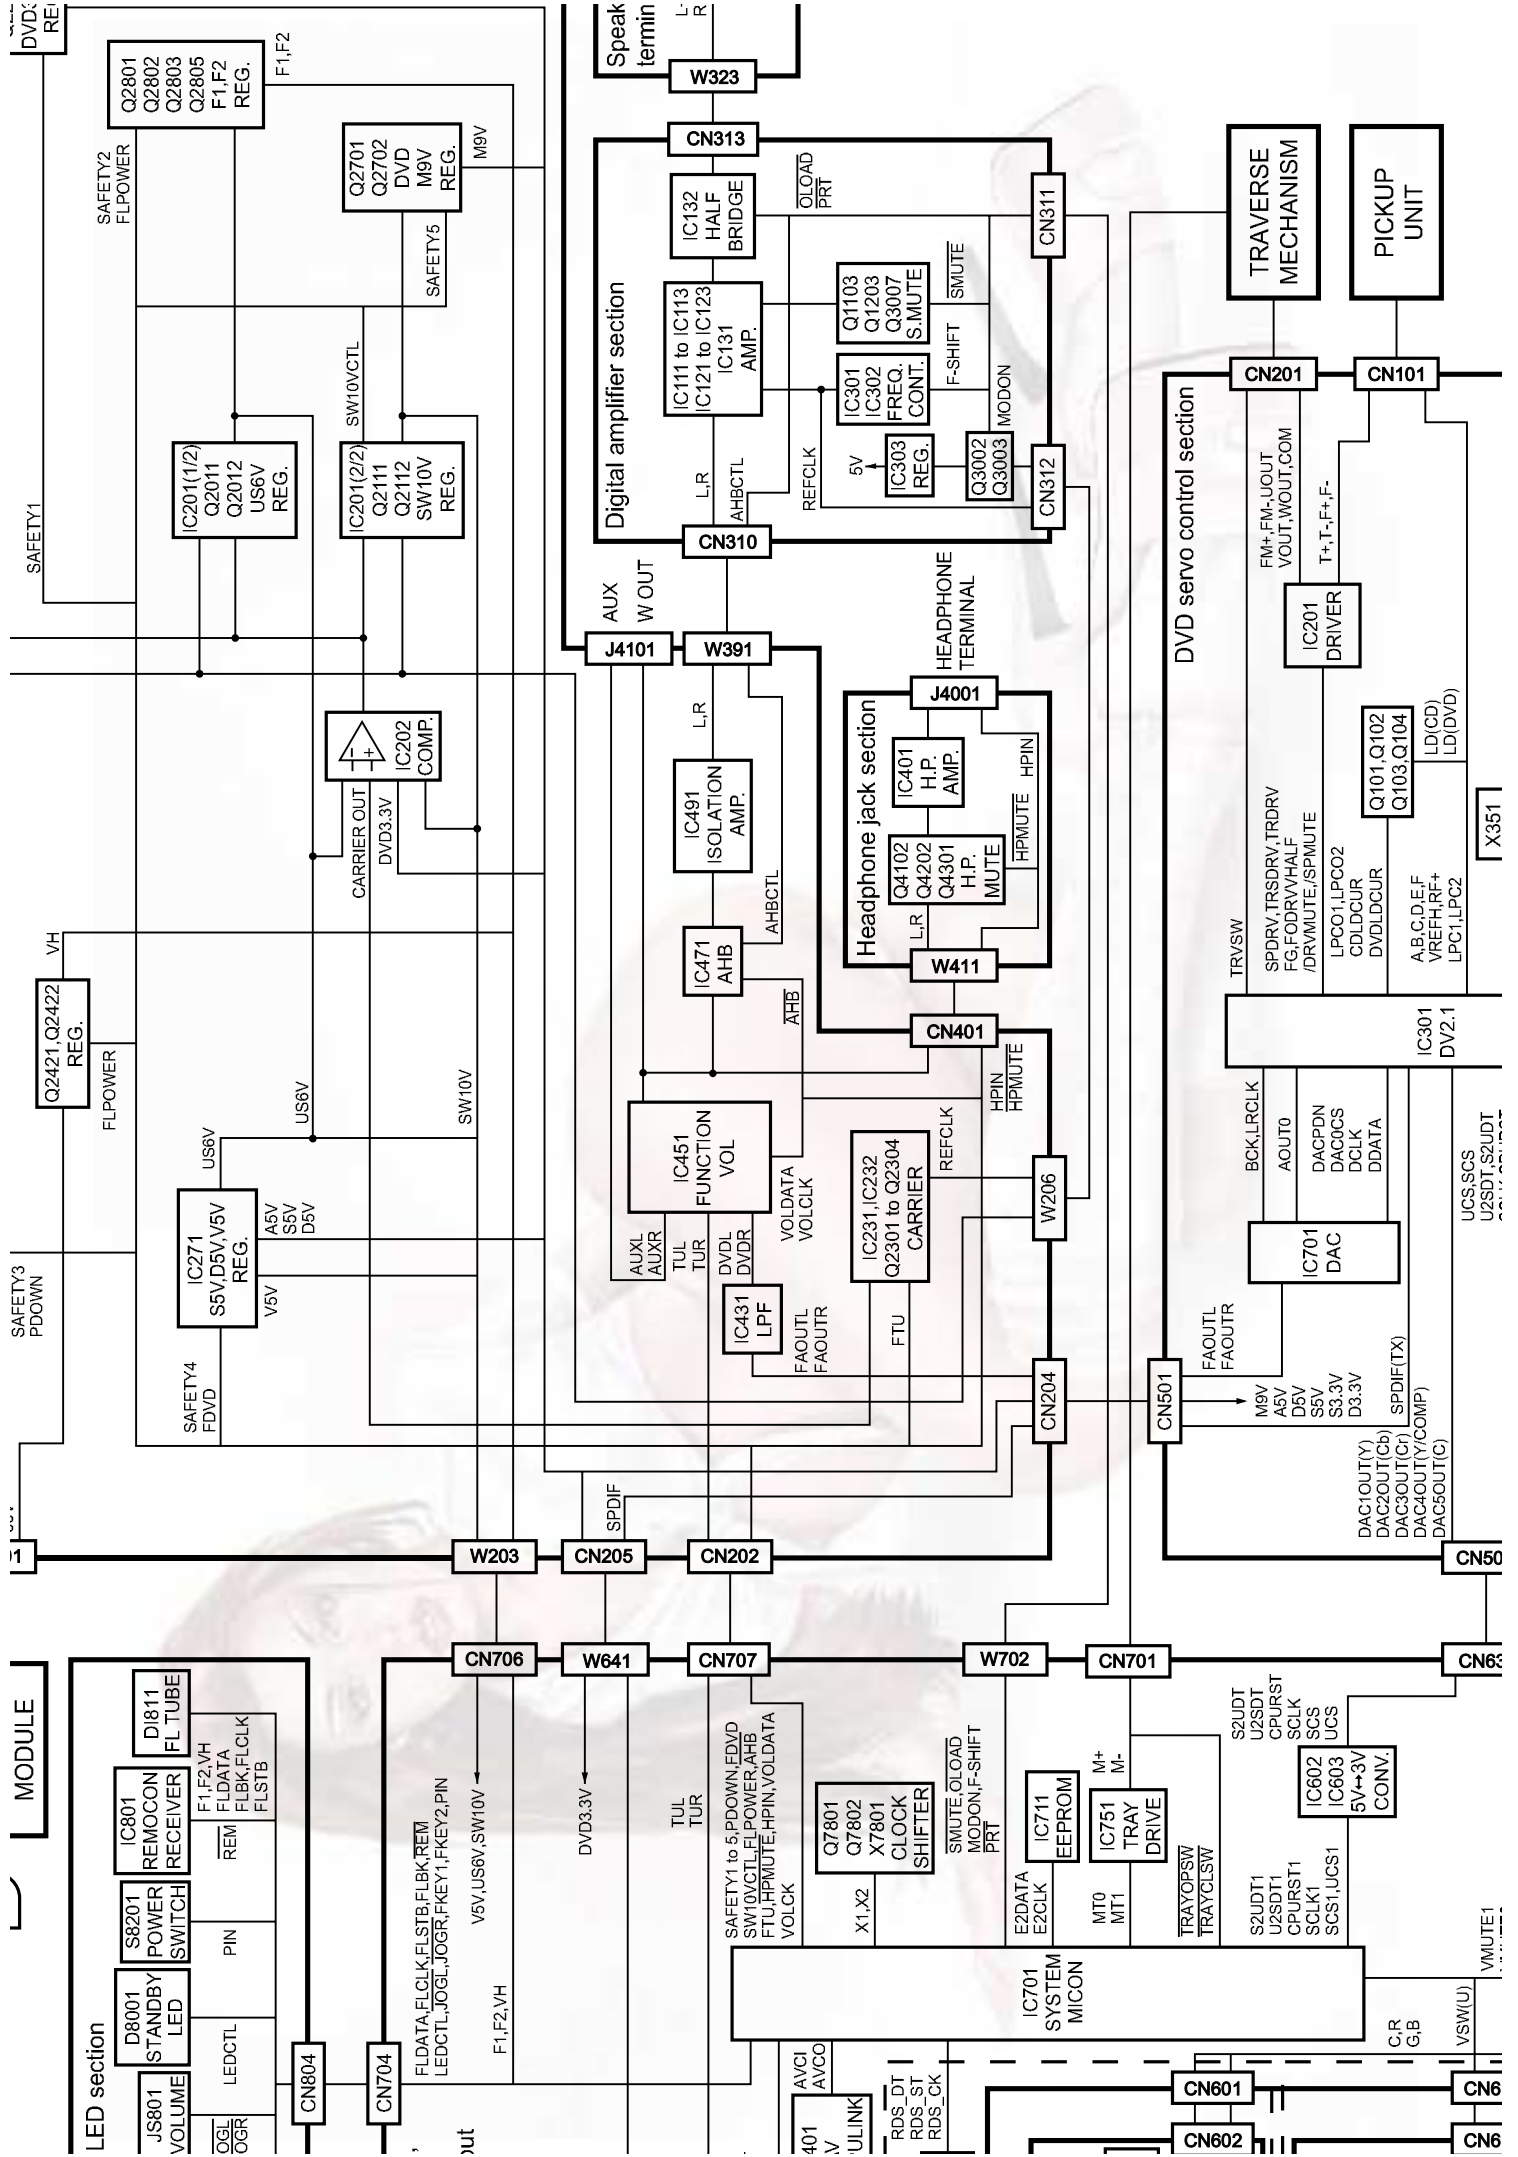 DVD3
Q2801
Q2802
Q2803
Q2805
F1,F2
REG.
F1,F2
SAFETY2
FLPOWER
Q2701
Q2702
DVD
M9V
REG.
M9V
SAFETY5
SAFETY1
IC201(1/2)
Q2011
Q2012
US6V
REG.
SW10VCTL
IC201(2/2)
Q2111
Q2112
SW10V
REG.
IC202
COMP.
CARRIER OUT
DVD3.3V
VH
Q2421,Q2422
REG.
FLPOWER
US6V
SW10V
US6V
IC271
S5V,D5V,V5V
REG.
A5V
S5V
D5V
V5V
SAFETY3
PDOWN
SAFETY4
FDVD
W203
CN205
CN202
SPDIF
Speak
termin
R
W323
Digital amplifier section
CN313
IC132
HALF
BRIDGE
OLOAD
PRT
CN311
IC111 to IC113
IC121 to IC123
IC131
AMP.
Q1103
Q1203
Q3007
S.MUTE
SMUTE
IC301
IC302
FREQ.
CONT.
F-SHIFT
MODON
5V
IC303
REG.
Q3002
Q3003
L,R
AHBCTL
REFCLK
CN310
CN312
AUX
W OUT
J4101
W391
L,R
IC491
ISOLATION
AMP.
AHBCTL
IC471
AHB
AHB
HEADPHONE
TERMINAL
Headphone jack section
J4001
IC401
H.P.
AMP.
HPIN
Q4102
Q4202
Q4301
H.P.
MUTE
HPMUTE
L,R
W411
CN401
HPIN
HPMUTE
IC451
FUNCTION
VOL
AUXL
AUXR
TUL
TUR
DVDL
DVDR
VOLDATA
VOLCLK
IC231,IC232
Q2301 to Q2304
CARRIER
REFCLK
W206
IC431
LPF
FAOUTL
FAOUTR
FTU
CN204
TRAVERSE
MECHANISM
PICKUP
UNIT
DVD servo control section
CN201
CN101
FM+,FM-,UOUT
VOUT,WOUT,COM
T+,T-,F+,F-
IC201
DRIVER
Q101,Q102
Q103,Q104
LD(CD)
LD(DVD)
X351
TRVSW
SPDRV,TRSDRV,TRDRV
FG,FODRVVHALF
/DRVMUTE,/SPMUTE
LPCO1,LPCO2
CDLDCUR
DVDLDCUR
A,B,C,D,E,F
VREFH,RF+
LPC1,LPC2
IC301
DV2.1
BCK,LRCLK
AOUT0
DACPDN
DAC0CS
DCLK
DDATA
UCS,SCS
U2SDT,S2UDT
IC701
DAC
FAOUTL
FAOUTR
CN501
M9V
A5V
D5V
S5V
S3.3V
D3.3V
SPDIF(TX)
DAC1OUT(Y)
DAC2OUT(Cb)
DAC3OUT(Cr)
DAC4OUT(Y/COMP)
DAC5OUT(C)
CN50
MODULE
LED section
DI811
FL TUBE
F1,F2,VH
FLDATA
FLBK,FLCLK
FLSTB
IC801
REMOCON
RECEIVER
REM
S8201
POWER
SWITCH
PIN
D8001
STANDBY
LED
LEDCTL
JS801
VOLUME
OGL
OGR
CN804
CN704
CN706
W641
CN707
W702
CN701
CN63
FLDATA,FLCLK,FLSTB,FLBK,REM
LEDCTL,JOGL,JOGR,FKEY1,FKEY2,PIN
V5V,US6V,SW10V
F1,F2,VH
DVD3.3V
TUL
TUR
SAFETY1 to 5,PDOWN,FDVD
SW10VCTL,FLPOWER,AHB
FTU,HPMUTE,HPIN,VOLDATA
VOLCK
Q7801
Q7802
X7801
CLOCK
SHIFTER
X1,X2
SMUTE,OLOAD
MODON,F-SHIFT
PRT
IC711
EEPROM
E2DATA
E2CLK
M+
M-
IC751
TRAY
DRIVE
MT0
MT1
TRAYOPSW
TRAYCLSW
S2UDT
U2SDT
CPURST
SCLK
SCS
UCS
IC602
IC603
5V↔3V
CONV.
S2UDT1
U2SDT1
CPURST1
SCLK1
SCS1,UCS1
IC701
SYSTEM
MICON
VMUTE1
VSW(U)
C,R
G,B
AVCI
AVCO
RDS_DT
RDS_ST
RDS_CK
401
ULINK
out
CN601
CN602
CN6
CN6